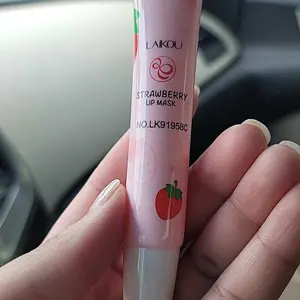 LAIKOU
STRAWBERRY
LIP MASK
NO.LK91958C